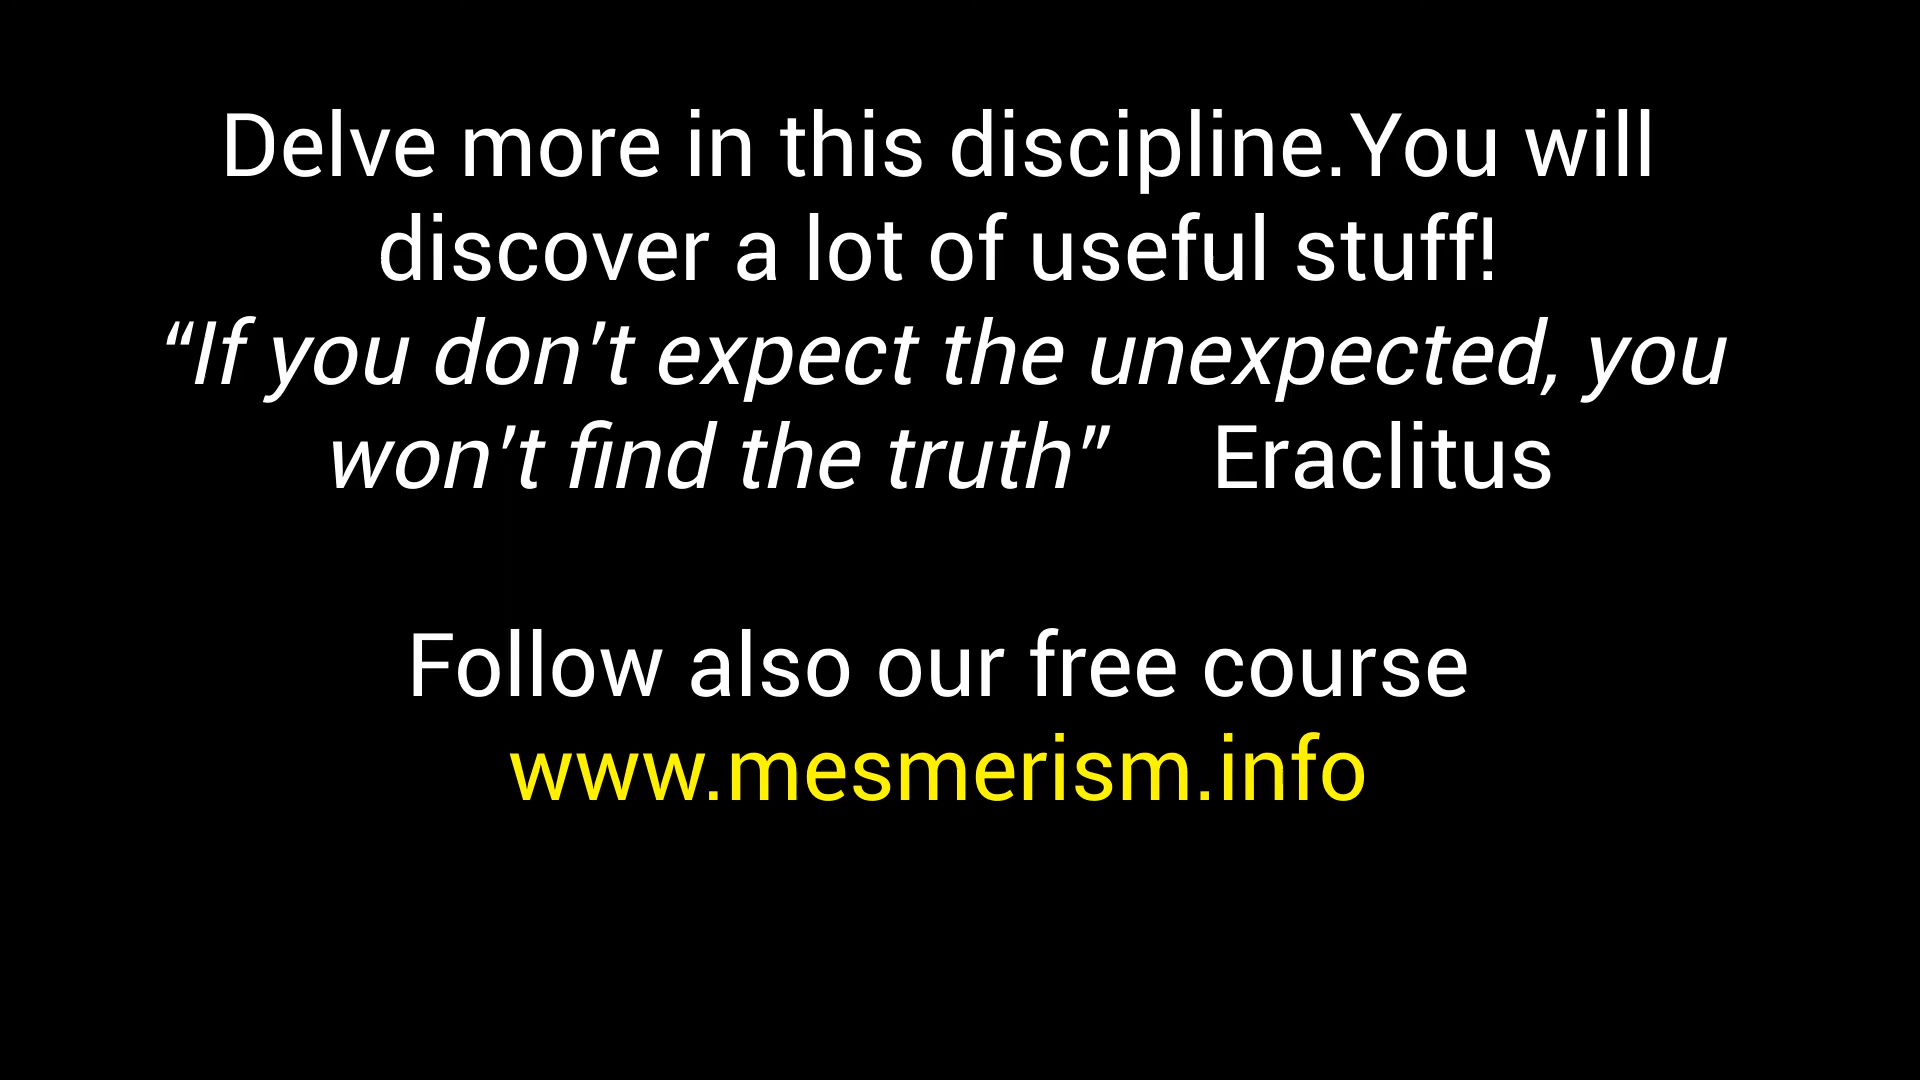 Delve more in this discipline.You will
discover a lot of useful stuff!
“If you don't expect the unexpected, you
won't find the truth” Eraclitus
Follow also our free course
www.mesmerism.info